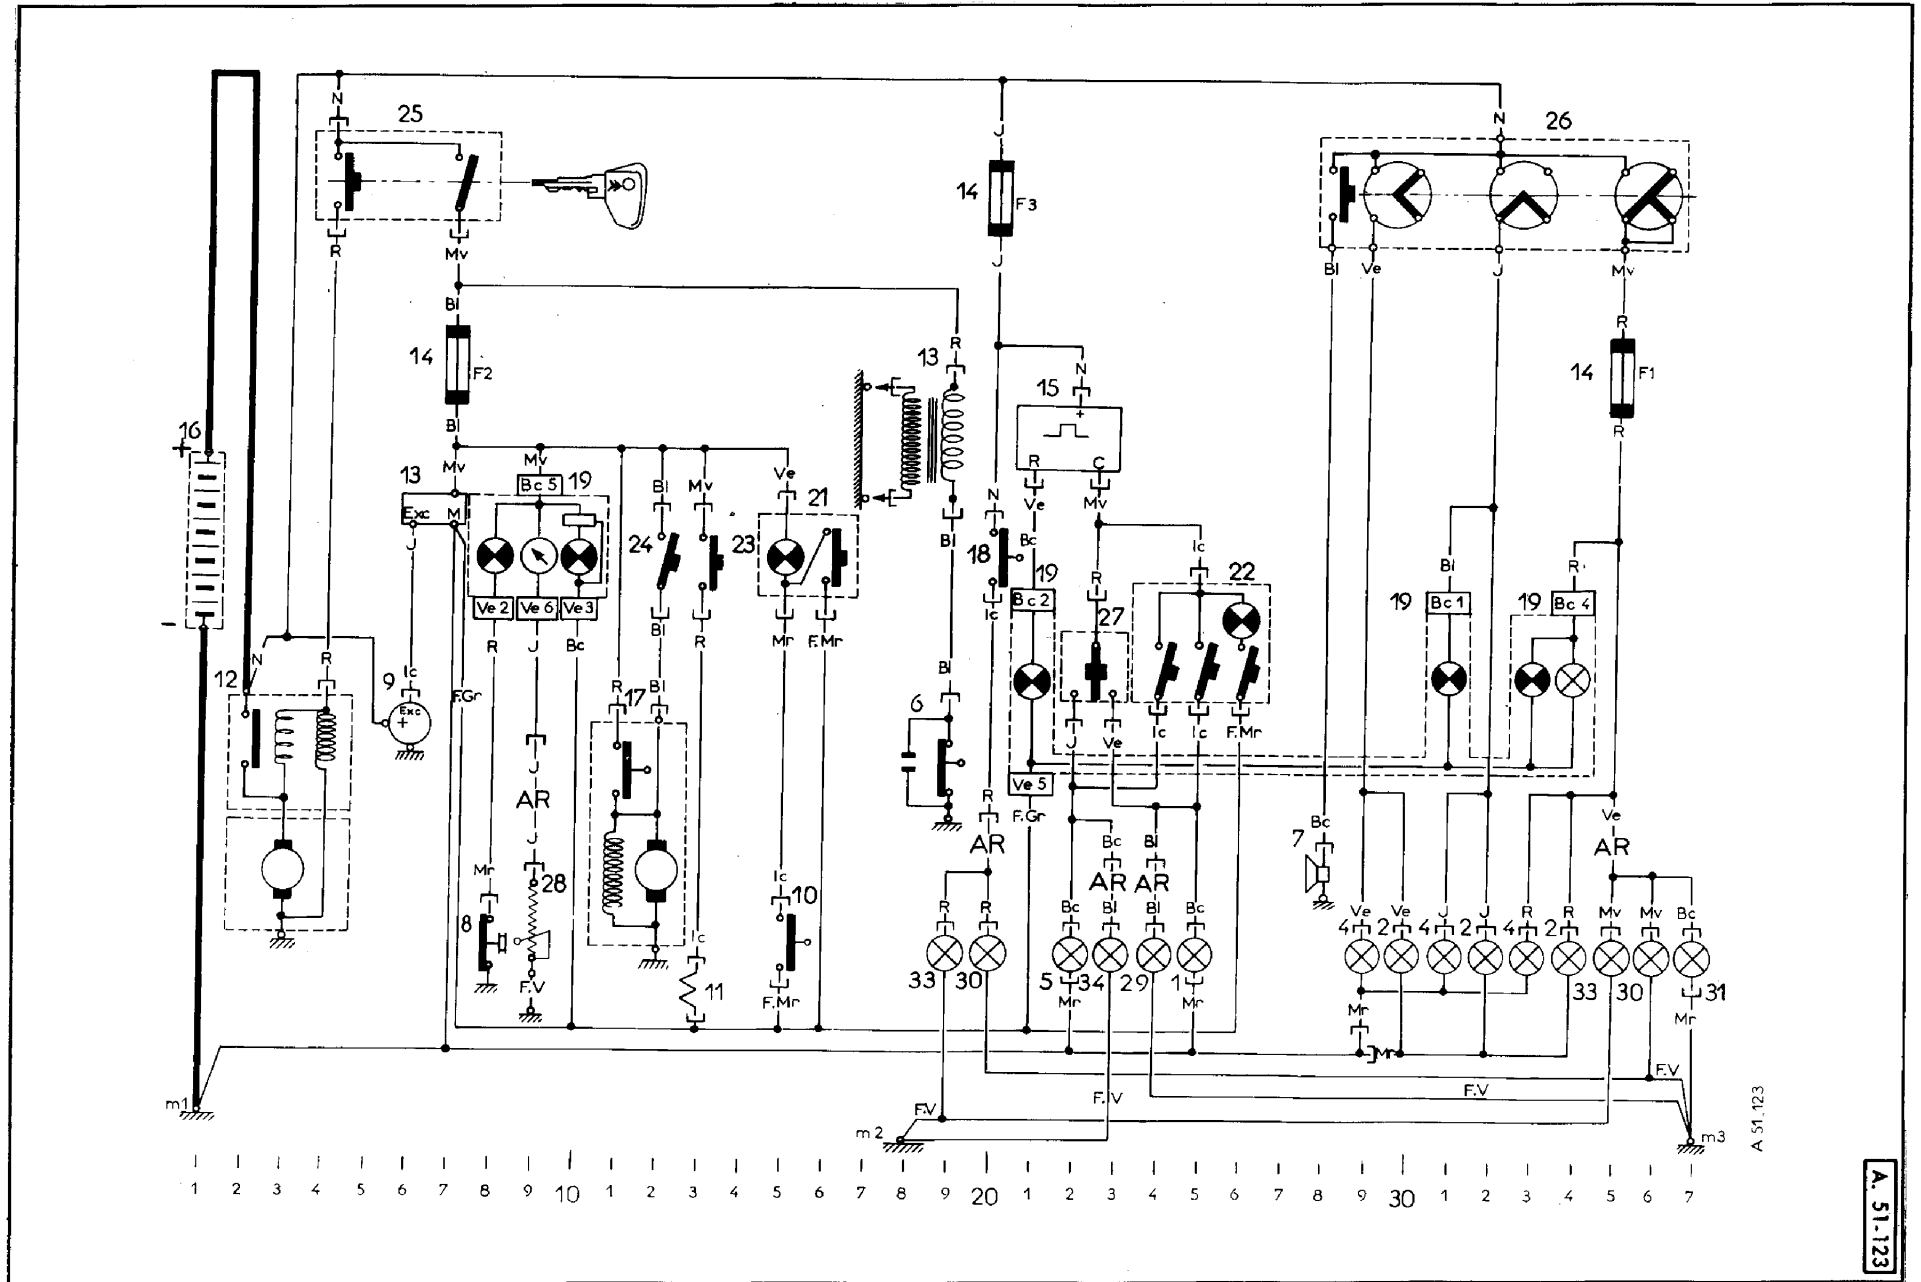 N
25
R
Mv
Bl
14
F2
Bl
J
14
F3
J
N
26
Bl
Ve
J
Mv
R
14
F1
R
16
+
-
13
Mv
Exc
M
J
Mv
Bc 5
19
Ve 2
Ve 6
Ve 3
R
J
Bc
Bl
24
Bl
Mv
23
R
Ve
21
Mr
F.Mr
13
R
Bl
N
15
+
R
C
Ve
Mv
N
18
Ic
Bc
19
Bc 2
R
27
Ic
22
Bl
19
Bc 1
R
19
Bc 4
N
12
R
9
Ic
Exc
+
F.Gr
R
17
Bl
Bl
6
J
Ve
Ic
Ic
F.Mr
Ve 5
F.Gr
J
AR
J
R
AR
Bc
Bl
AR
AR
Bc
7
Ve
AR
Mr
8
28
F.V
Ic
11
Ic
10
F.Mr
R
R
33
30
Bc
Bl
Bl
Bc
5
34
29
1
Mr
Mr
Ve
Ve
J
J
R
R
Mv
Mv
Bc
4
2
4
2
4
2
33
30
31
Mr
Mr
Mr
m1
F.V
m2
F.V
F.V
F.V
m3
A 51.123
1 2 3 4 5 6 7 8 9 10 1 2 3 4 5 6 7 8 9 20 1 2 3 4 5 6 7 8 9 30 1 2 3 4 5 6 7
A. 51-123